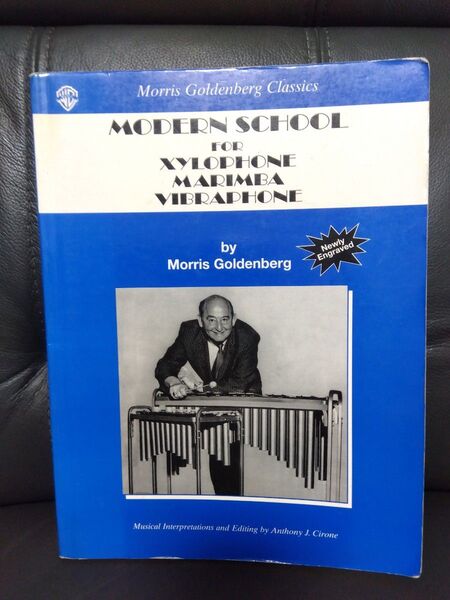 WB
Morris Goldenberg Classics
MODERN SCHOOL
FOR
XYLOPHONE
MARIMBA
VIBRAPHONE
by
Morris Goldenberg
Newly
Engraved
Musical Interpretations and Editing by Anthony J. Cirone